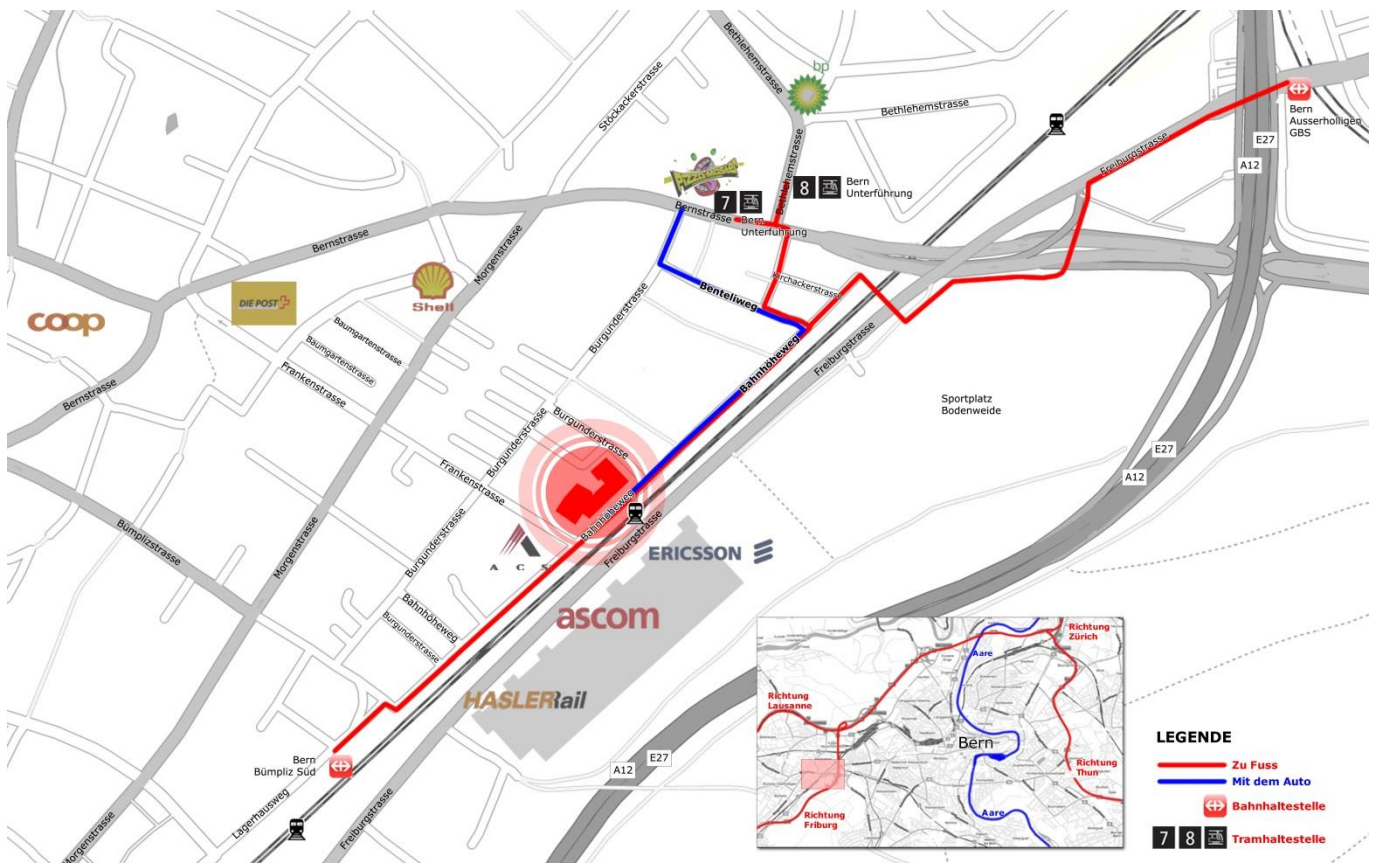 Bethlehemstrasse
bp
Stöckackerstrasse
Bethlehemstrasse
Bern
Ausserholligen
GBS
E27
A12
Freiburgstrasse
PIZZA-MONSTER
Bethlehemstrasse
8
Bern
Unterführung
7
Bernstrasse
Bern
Unterführung
Bernstrasse
Morgenstrasse
Kirchackerstrasse
Shell
DIE POST
coop
Benteliweg
Burgunderstrasse
Baumgartenstrasse
Baumgartenstrasse
Frankenstrasse
Freiburgstrasse
Bahnhöheweg
Bernstrasse
Sportplatz
Bodenweide
Burgunderstrasse
Burgunderstrasse
Frankenstrasse
E27
A12
Bahnhöheweg
Bümplizstrasse
Morgenstrasse
Burgunderstrasse
Freiburgstrasse
ERICSSON
ACS
ascom
Bahnhöheweg
Burgunderstrasse
HASLERRail
Bern
Bümpliz Süd
E27
A12
Lagerhausweg
Freiburgstrasse
Morgenstrasse
Richtung
Zürich
Aare
Richtung
Lausanne
Bern
Richtung
Thun
Richtung
Friburg
Aare
LEGENDE
Zu Fuss
Mit dem Auto
Bahnhaltestelle
7 8 Tramhaltestelle